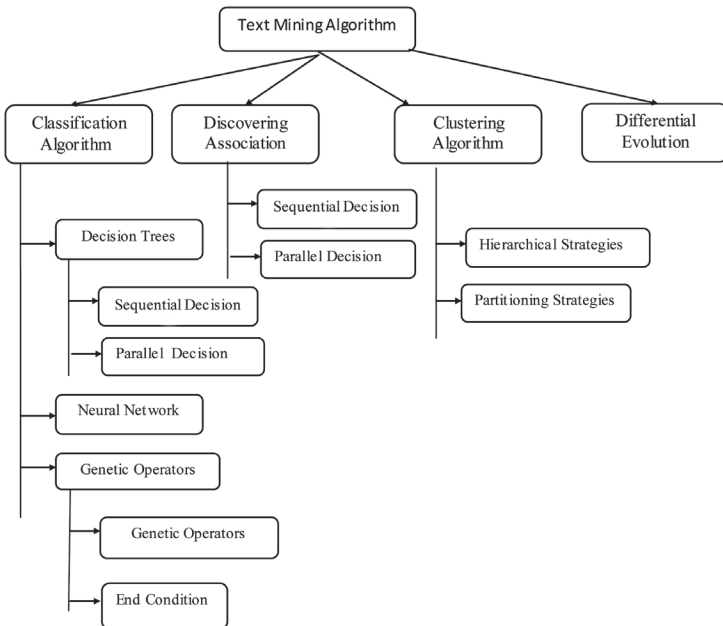 Text Mining Algorithm
Classification
Algorithm
Discovering
Association
Clustering
Algorithm
Differential
Evolution
Decision Trees
Sequential Decision
Parallel Decision
Neural Network
Genetic Operators
Genetic Operators
End Condition
Sequential Decision
Parallel Decision
Hierarchical Strategies
Partitioning Strategies